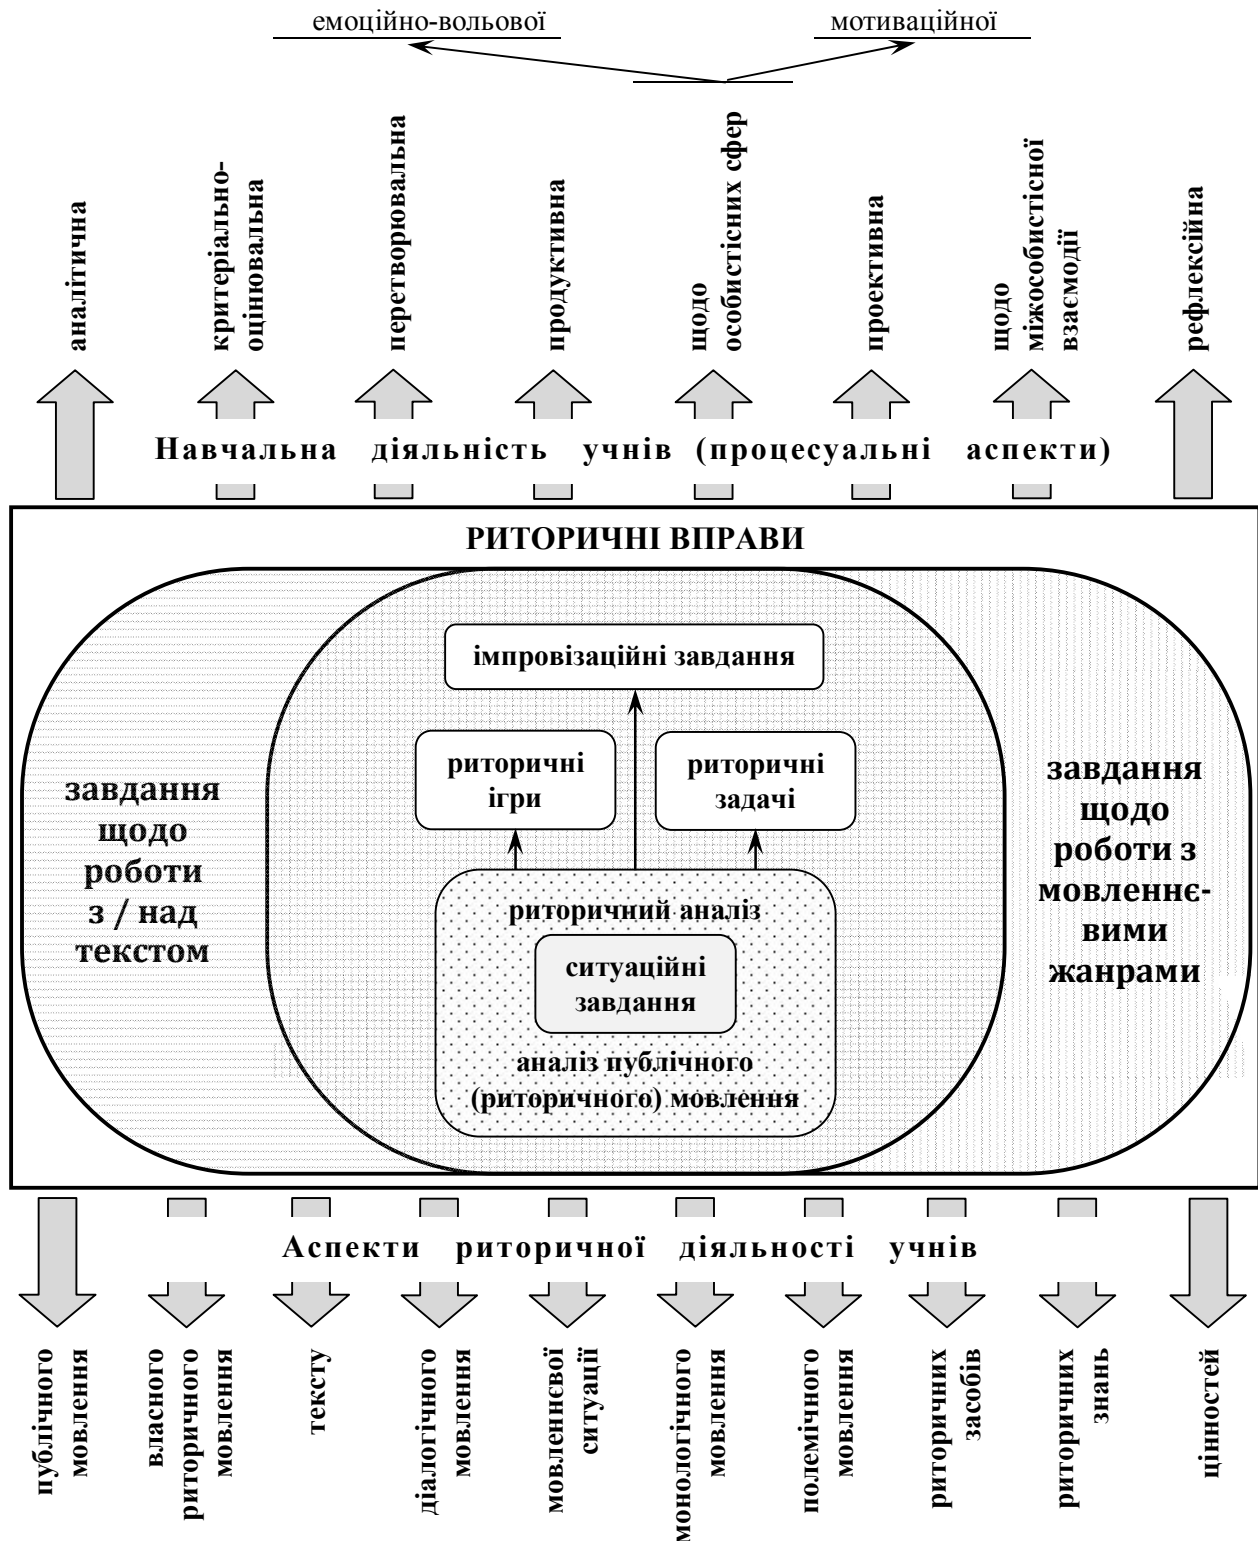 емоційно-вольової
мотиваційної
аналітична
критеріально-
оцінювальна
перетворювальна
продуктивна
щодо
особистісних сфер
проективна
щодо
міжособистісної
взаємодії
рефлексійна
Навчальна діяльність учнів (процесуальні аспекти)
РИТОРИЧНІ ВПРАВИ
імпровізаційні завдання
риторичні
ігри
риторичні
задачі
завдання
щодо
роботи
з / над
текстом
завдання
щодо
роботи з
мовленнє-
вими
жанрами
риторичний аналіз
ситуаційні
завдання
аналіз публічного
(риторичного) мовлення
Аспекти риторичної діяльності учнів
публічного
мовлення
власного
риторичного
мовлення
тексту
діалогічного
мовлення
мовленнєвої
ситуації
монологічного
мовлення
полемічного
мовлення
риторичних
засобів
риторичних
знань
цінностей